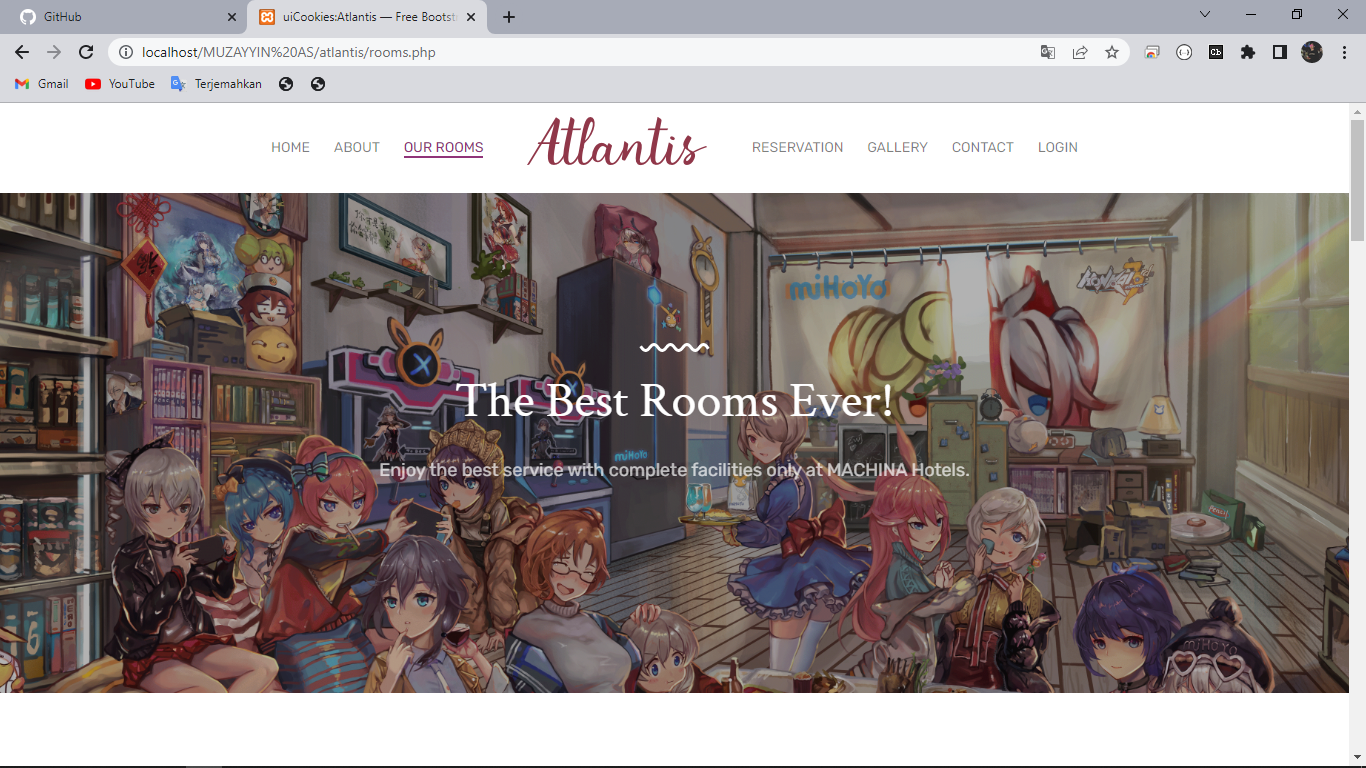 GitHub
uiCookies:Atlantis — Free Bootst
localhost/MUZAYYIN%20AS/atlantis/rooms.php
Gmail YouTube Terjemahkan
HOME ABOUT OUR ROOMS Atlantis RESERVATION GALLERY CONTACT LOGIN
miHoYo
The Best Rooms Ever!
miHoYo
Enjoy the best service with complete facilities only at MACHINA Hotels.
miHoYo